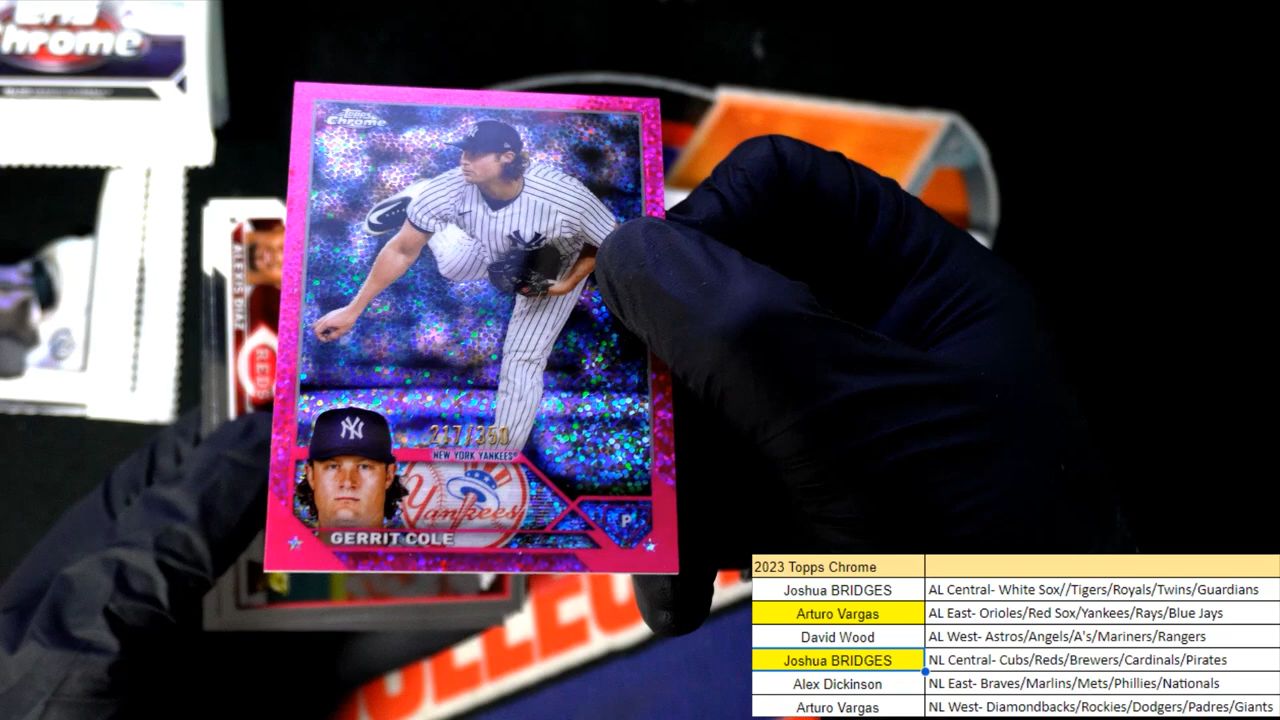 Topps
Chrome
Topps
Chrome
ALEXIS DIAZ
REDS
217/350
NEW YORK YANKEES
Yankees
P
GERRIT COLE
2023 Topps Chrome
Joshua BRIDGES AL Central- White Sox//Tigers/Royals/Twins/Guardians
Arturo Vargas AL East- Orioles/Red Sox/Yankees/Rays/Blue Jays
David Wood AL West- Astros/Angels/A's/Mariners/Rangers
Joshua BRIDGES NL Central- Cubs/Reds/Brewers/Cardinals/Pirates
Alex Dickinson NL East- Braves/Marlins/Mets/Phillies/Nationals
Arturo Vargas NL West- Diamondbacks/Rockies/Dodgers/Padres/Giants